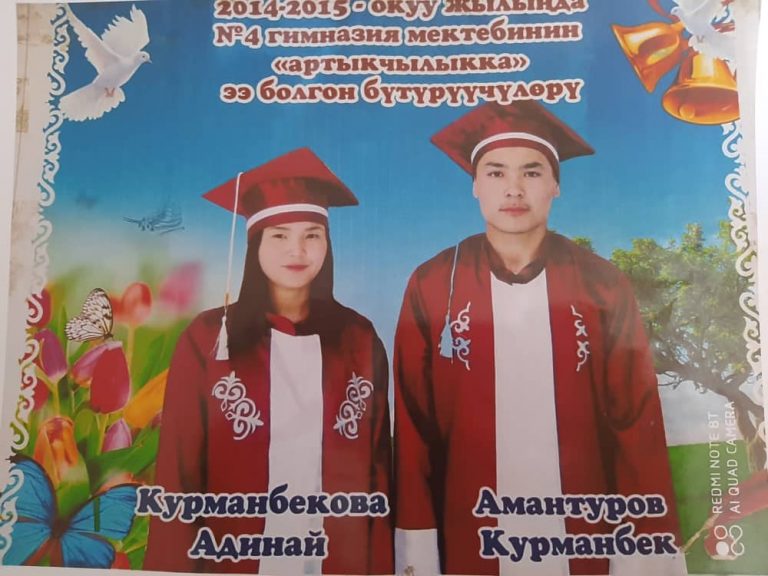 2014-2015 - окуу жылында
№4 гимназия мектебинин
«артыкчылыкка»
ээ болгон бүтүрүүчүлөрү
Курманбекова
Адинай
Амантуров
Курманбек
REDMI NOTE 8T
AI QUAD CAMERA